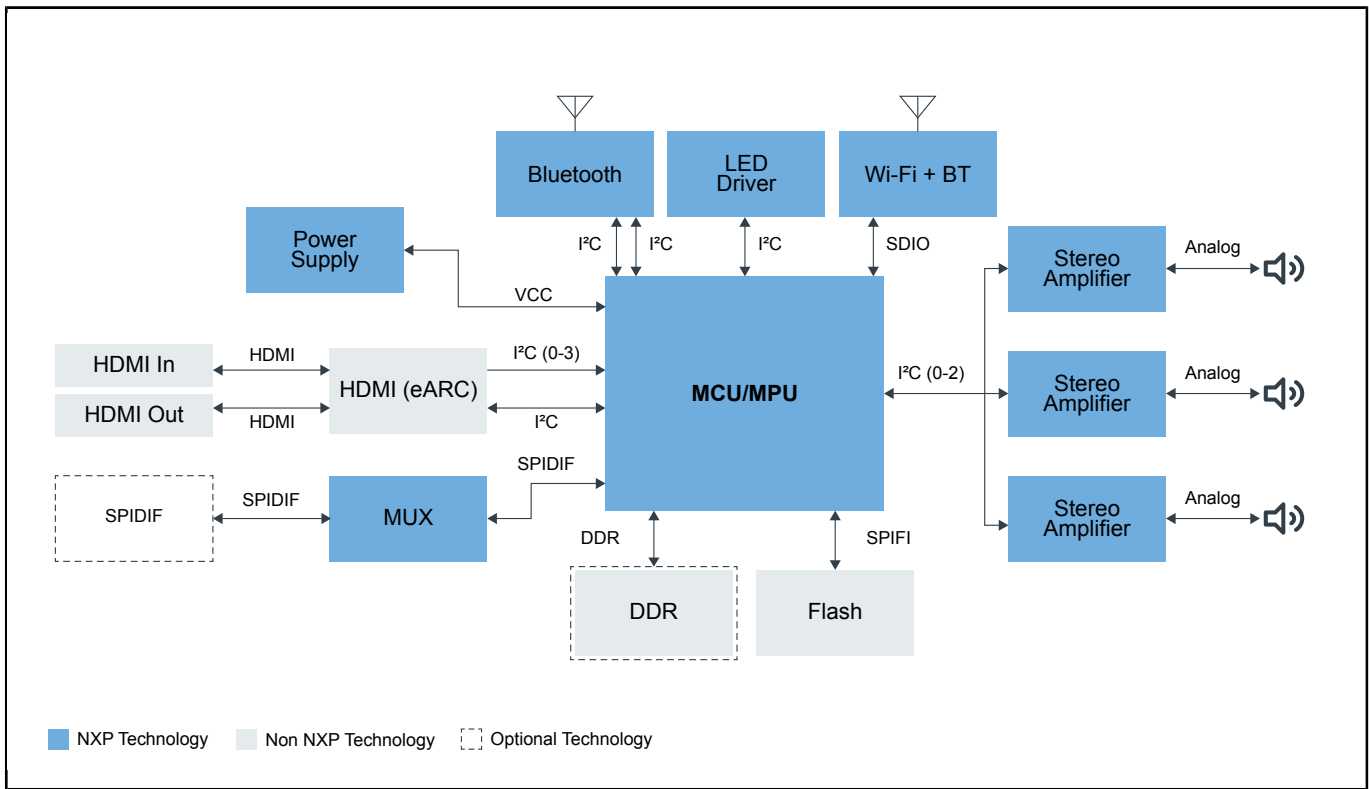 Bluetooth
LED
Driver
Wi-Fi + BT
Power
Supply
I²C
I²C
I²C
SDIO
Stereo
Amplifier
Analog
VCC
HDMI In
HDMI
HDMI (eARC)
I²C (0-3)
MCU/MPU
I²C (0-2)
Stereo
Amplifier
Analog
HDMI Out
HDMI
I²C
SPIDIF
SPIDIF
SPIDIF
MUX
Stereo
Amplifier
Analog
DDR
SPIFI
DDR
Flash
NXP Technology
Non NXP Technology
Optional Technology